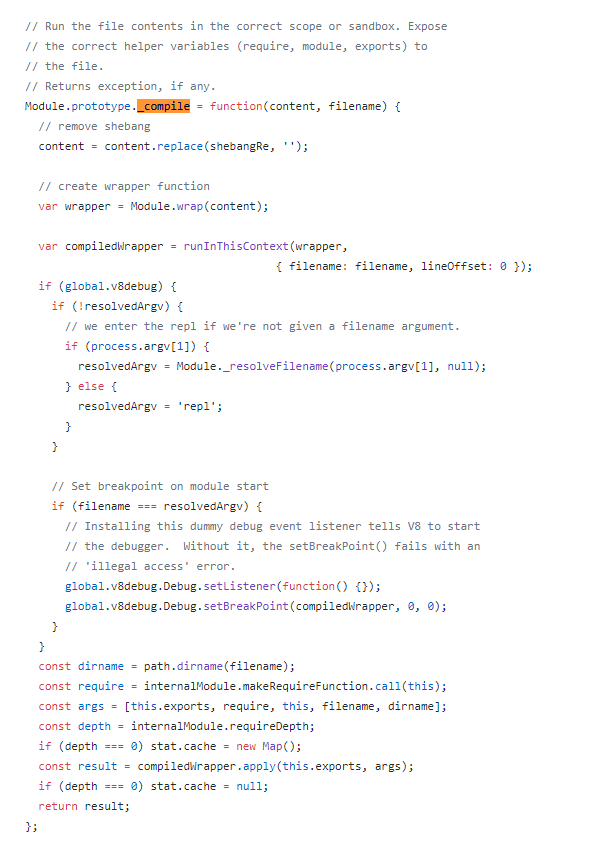 // Run the file contents in the correct scope or sandbox. Expose
// the correct helper variables (require, module, exports) to
// the file.
// Returns exception, if any.
Module.prototype._compile = function(content, filename) {
  // remove shebang
  content = content.replace(shebangRe, '');

  // create wrapper function
  var wrapper = Module.wrap(content);

  var compiledWrapper = runInThisContext(wrapper,
                                      { filename: filename, lineOffset: 0 });
  if (global.v8debug) {
    if (!resolvedArgv) {
      // we enter the repl if we're not given a filename argument.
      if (process.argv[1]) {
        resolvedArgv = Module._resolveFilename(process.argv[1], null);
      } else {
        resolvedArgv = 'repl';
      }
    }

    // Set breakpoint on module start
    if (filename === resolvedArgv) {
      // Installing this dummy debug event listener tells V8 to start
      // the debugger.  Without it, the setBreakPoint() fails with an
      // 'illegal access' error.
      global.v8debug.Debug.setListener(function() {});
      global.v8debug.Debug.setBreakPoint(compiledWrapper, 0, 0);
    }
  }
  const dirname = path.dirname(filename);
  const require = internalModule.makeRequireFunction.call(this);
  const args = [this.exports, require, this, filename, dirname];
  const depth = internalModule.requireDepth;
  if (depth === 0) stat.cache = new Map();
  const result = compiledWrapper.apply(this.exports, args);
  if (depth === 0) stat.cache = null;
  return result;
};